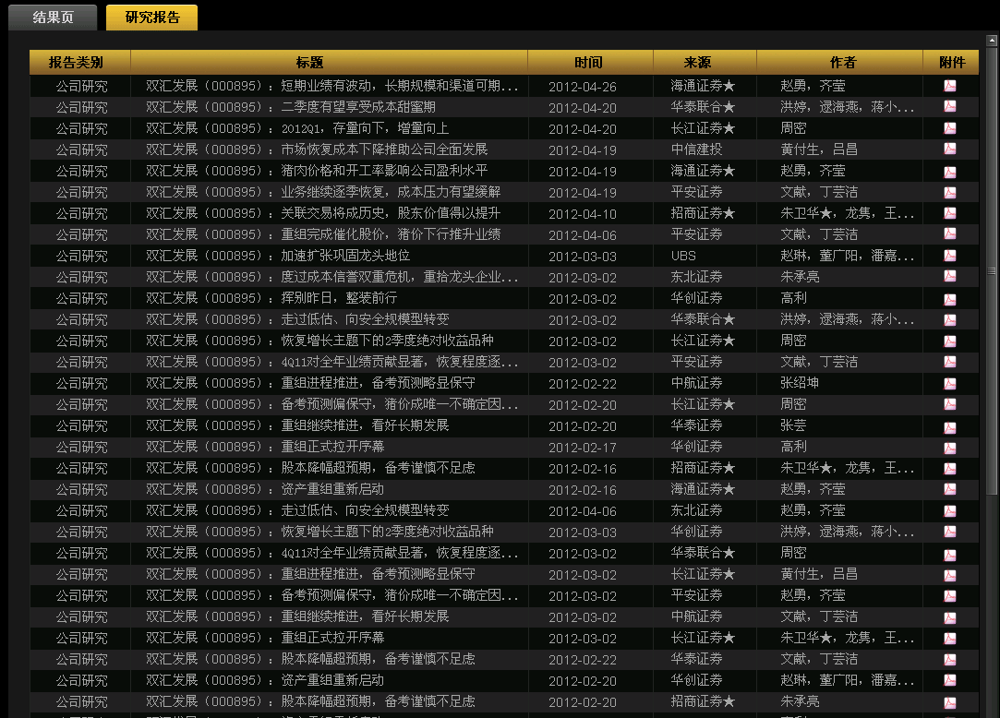 结果页 研究报告
报告类别 标题 时间 来源 作者 附件
公司研究 双汇发展（000895）：短期业绩有波动，长期规模和渠道可期... 2012-04-26 海通证券★ 赵勇，齐莹
公司研究 双汇发展（000895）：二季度有望享受成本甜蜜期 2012-04-20 华泰联合★ 洪婷，逯海燕，蒋小...
公司研究 双汇发展（000895）：2012Q1，存量向下，增量向上 2012-04-20 长江证券★ 周密
公司研究 双汇发展（000895）：市场恢复成本下降推助公司全面发展 2012-04-19 中信建投 黄付生，吕昌
公司研究 双汇发展（000895）：猪肉价格和开工率影响公司盈利水平 2012-04-19 海通证券★ 赵勇，齐莹
公司研究 双汇发展（000895）：业务继续逐季恢复，成本压力有望缓解 2012-04-19 平安证券 文献，丁芸洁
公司研究 双汇发展（000895）：关联交易将成历史，股东价值得以提升 2012-04-10 招商证券★ 朱卫华★，龙隽，王...
公司研究 双汇发展（000895）：重组完成催化股价，猪价下行推升业绩 2012-04-06 平安证券 文献，丁芸洁
公司研究 双汇发展（000895）：加速扩张巩固龙头地位 2012-03-03 UBS 赵琳，董广阳，潘嘉...
公司研究 双汇发展（000895）：度过成本信誉双重危机，重拾龙头企业... 2012-03-02 东北证券 朱承亮
公司研究 双汇发展（000895）：挥别昨日，整装前行 2012-03-02 华创证券 高利
公司研究 双汇发展（000895）：走过低估、向安全规模型转变 2012-03-02 华泰联合★ 洪婷，逯海燕，蒋小...
公司研究 双汇发展（000895）：恢复增长主题下的2季度绝对收益品种 2012-03-02 长江证券★ 周密
公司研究 双汇发展（000895）：4Q11对全年业绩贡献显著，恢复程度逐... 2012-03-02 平安证券 文献，丁芸洁
公司研究 双汇发展（000895）：重组进程推进，备考预测略显保守 2012-02-22 中航证券 张绍坤
公司研究 双汇发展（000895）：备考预测偏保守，猪价成唯一不确定因... 2012-02-20 长江证券★ 周密
公司研究 双汇发展（000895）：重组继续推进，看好长期发展 2012-02-20 华泰证券 张芸
公司研究 双汇发展（000895）：重组正式拉开序幕 2012-02-17 华创证券 高利
公司研究 双汇发展（000895）：股本降幅超预期，备考谨慎不足虑 2012-02-16 招商证券★ 朱卫华★，龙隽，王...
公司研究 双汇发展（000895）：资产重组重新启动 2012-02-16 海通证券★ 赵勇，齐莹
公司研究 双汇发展（000895）：走过低估、向安全规模型转变 2012-04-06 东北证券 赵勇，齐莹
公司研究 双汇发展（000895）：恢复增长主题下的2季度绝对收益品种 2012-03-03 华创证券 洪婷，逯海燕，蒋小...
公司研究 双汇发展（000895）：4Q11对全年业绩贡献显著，恢复程度逐... 2012-03-02 华泰联合★ 周密
公司研究 双汇发展（000895）：重组进程推进，备考预测略显保守 2012-03-02 长江证券★ 黄付生，吕昌
公司研究 双汇发展（000895）：备考预测偏保守，猪价成唯一不确定因... 2012-03-02 平安证券 赵勇，齐莹
公司研究 双汇发展（000895）：重组继续推进，看好长期发展 2012-03-02 中航证券 文献，丁芸洁
公司研究 双汇发展（000895）：重组正式拉开序幕 2012-03-02 长江证券★ 朱卫华★，龙隽，王...
公司研究 双汇发展（000895）：股本降幅超预期，备考谨慎不足虑 2012-02-22 华泰证券 文献，丁芸洁
公司研究 双汇发展（000895）：资产重组重新启动 2012-02-20 华创证券 赵琳，董广阳，潘嘉...
公司研究 双汇发展（000895）：股本降幅超预期，备考谨慎不足虑 2012-02-20 招商证券★ 朱承亮